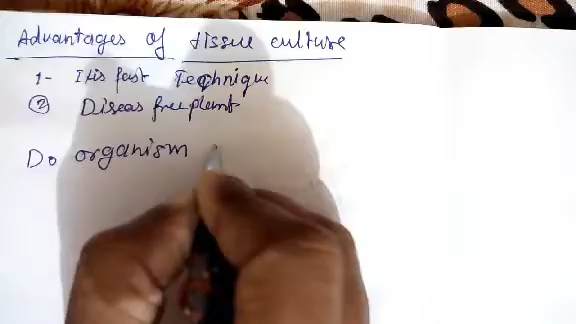 Advantages of tissue culture
1- It is fast Technique
② Diseas free plant
Do organism